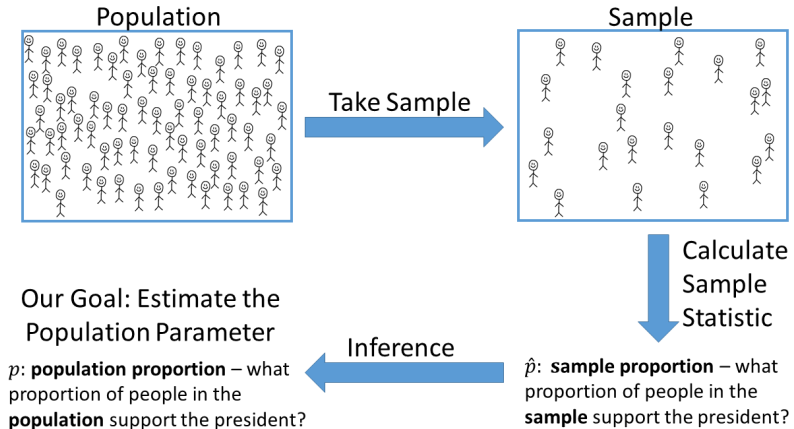 Population
Sample
Take Sample
Calculate
Sample
Statistic
Our Goal: Estimate the
Population Parameter
Inference
p: population proportion – what
proportion of people in the
population support the president?
p̂: sample proportion – what
proportion of people in the
sample support the president?